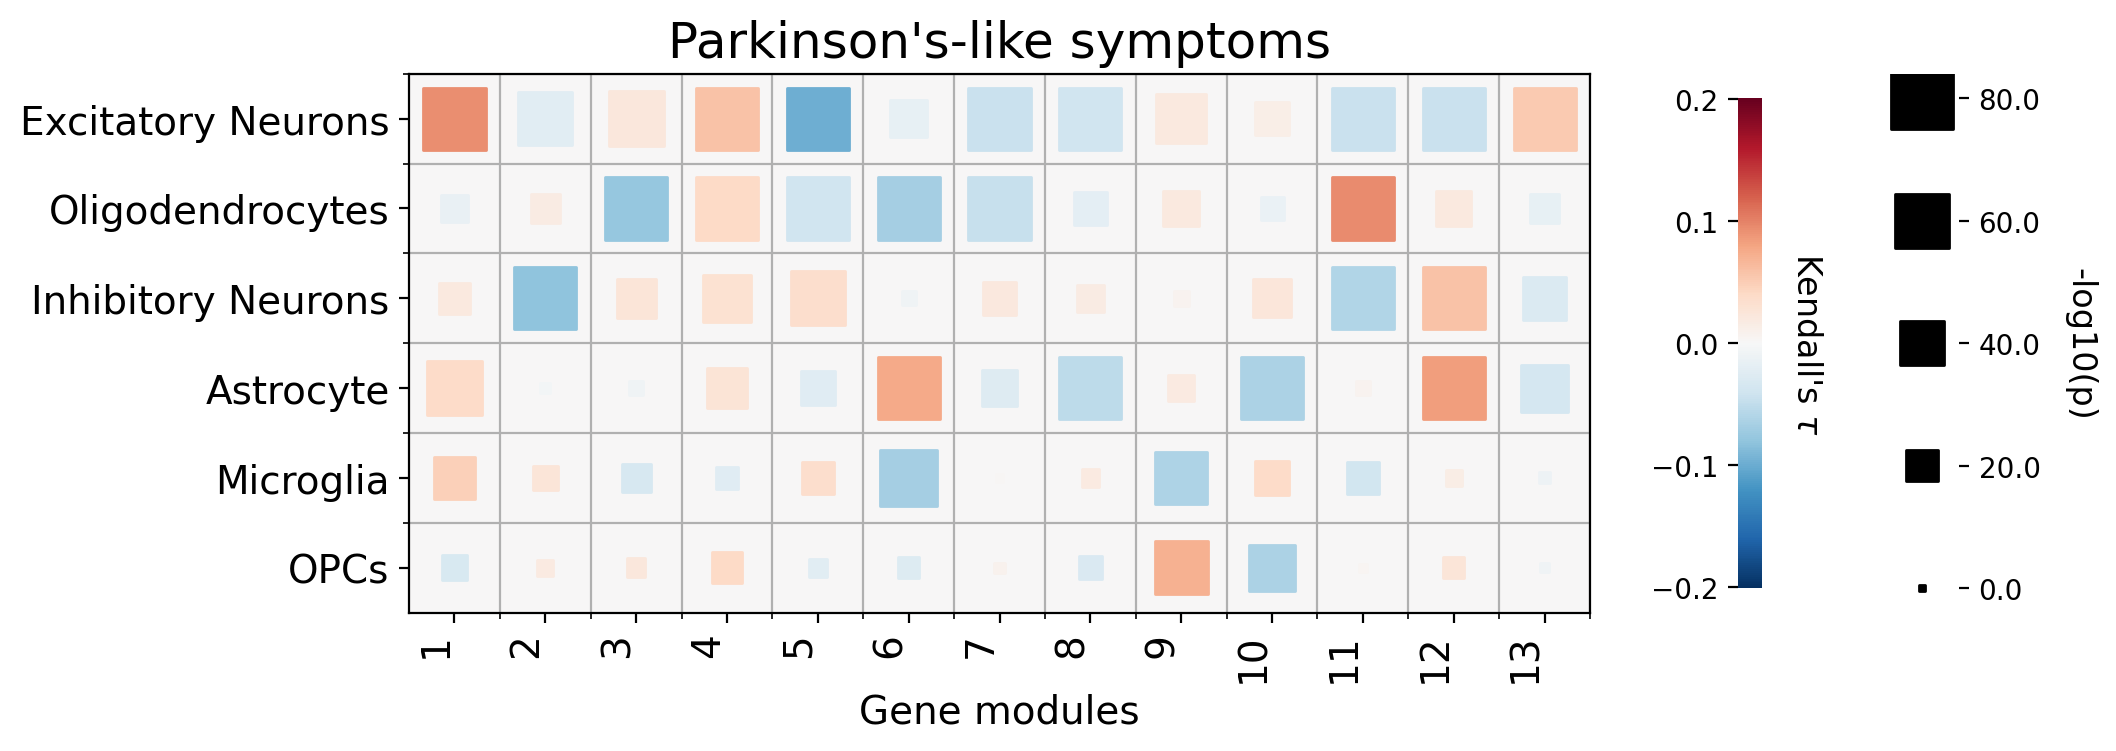 Parkinson's-like symptoms
Excitatory Neurons
Oligodendrocytes
Inhibitory Neurons
Astrocyte
Microglia
OPCs
1 2 3 4 5 6 7 8 9 10 11 12 13
Gene modules
0.2
0.1
0.0
−0.1
−0.2
Kendall's τ
80.0
60.0
40.0
20.0
0.0
-log10(p)